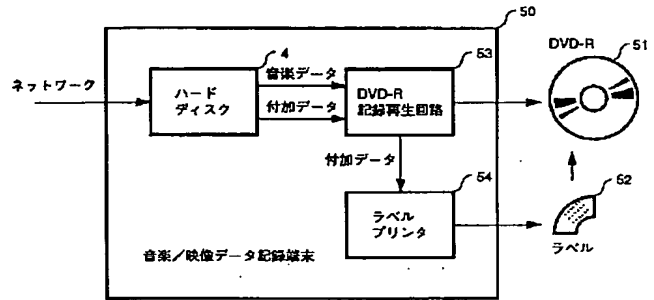 50
4
53
DVD-R
51
ネットワーク
ハード
ディスク
音楽データ
付加データ
DVD-R
記録再生回路
付加データ
54
ラベル
プリンタ
52
ラベル
音楽/映像データ記録端末